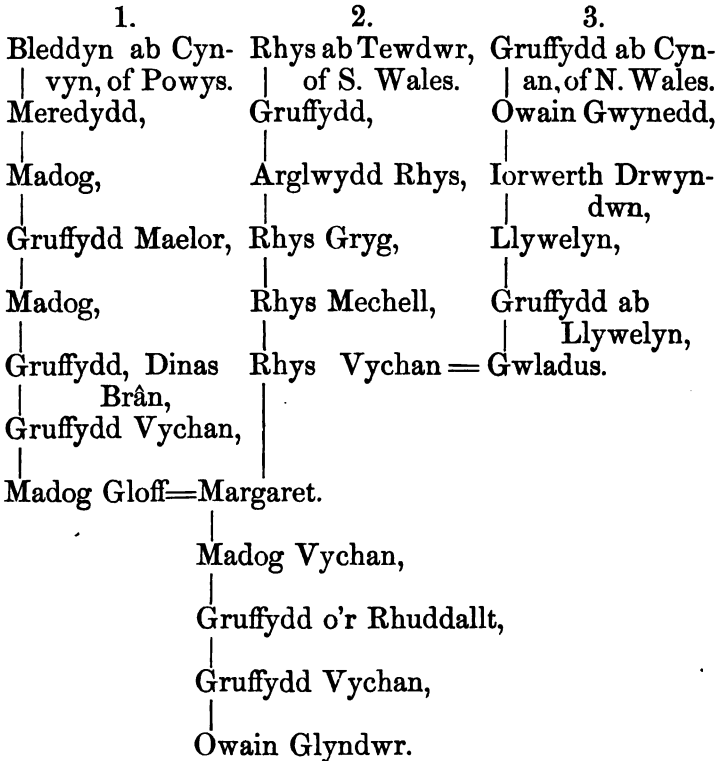 1. 2. 3.
Bleddyn ab Cyn- Rhys ab Tewdwr, Gruffydd ab Cyn-
vyn, of Powys. of S. Wales. an, of N. Wales.
Meredydd, Gruffydd, Owain Gwynedd,
Madog, Arglwydd Rhys, Iorwerth Drwyn-
dwn,
Gruffydd Maelor, Rhys Gryg, Llywelyn,
Madog, Rhys Mechell, Gruffydd ab
Llywelyn,
Gruffydd, Dinas Rhys Vychan = Gwladus.
Brân,
Gruffydd Vychan,
Madog Gloff=Margaret.
Madog Vychan,
Gruffydd o'r Rhuddallt,
Gruffydd Vychan,
Owain Glyndwr.